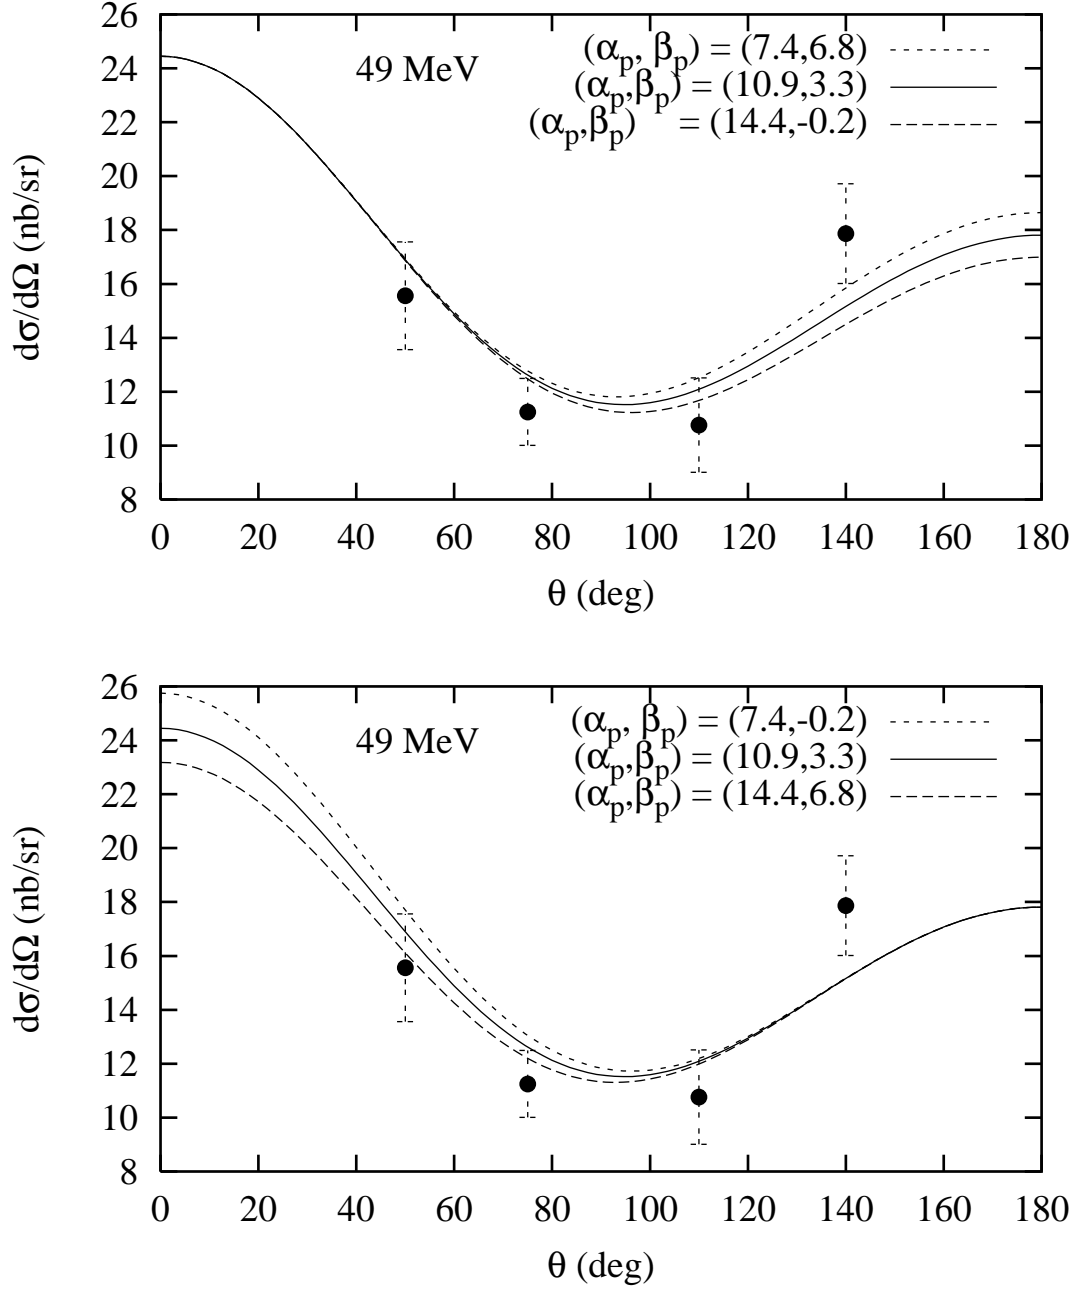 26
24
22
20
18
16
14
12
10
8
dσ/dΩ (nb/sr)
49 MeV
(αp, βp) = (7.4,6.8)
(αp,βp) = (10.9,3.3)
(αp,βp) = (14.4,-0.2)
0 20 40 60 80 100 120 140 160 180
θ (deg)
26
24
22
20
18
16
14
12
10
8
dσ/dΩ (nb/sr)
49 MeV
(αp, βp) = (7.4,-0.2)
(αp,βp) = (10.9,3.3)
(αp,βp) = (14.4,6.8)
0 20 40 60 80 100 120 140 160 180
θ (deg)